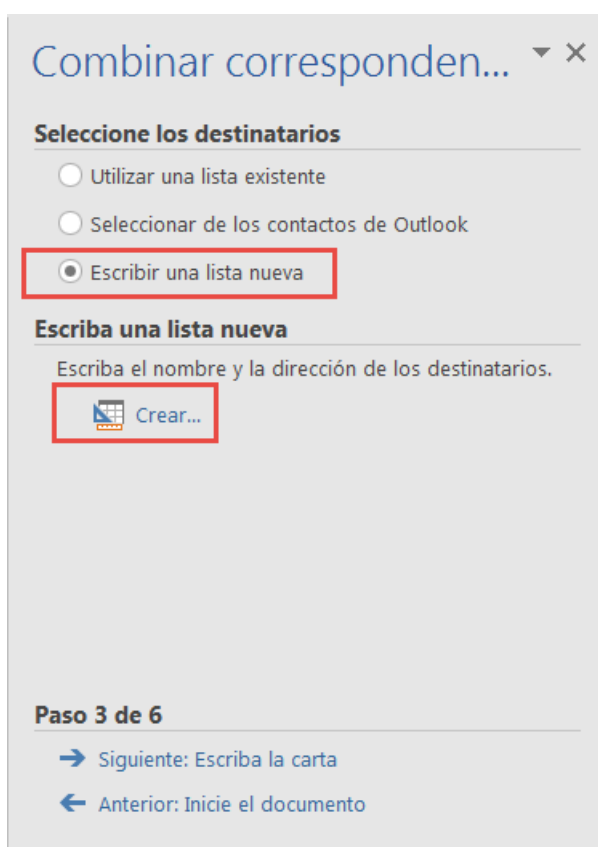 Combinar corresponden...
Seleccione los destinatarios
Utilizar una lista existente
Seleccionar de los contactos de Outlook
Escribir una lista nueva
Escriba una lista nueva
Escriba el nombre y la dirección de los destinatarios.
Crear...
Paso 3 de 6
Siguiente: Escriba la carta
Anterior: Inicie el documento